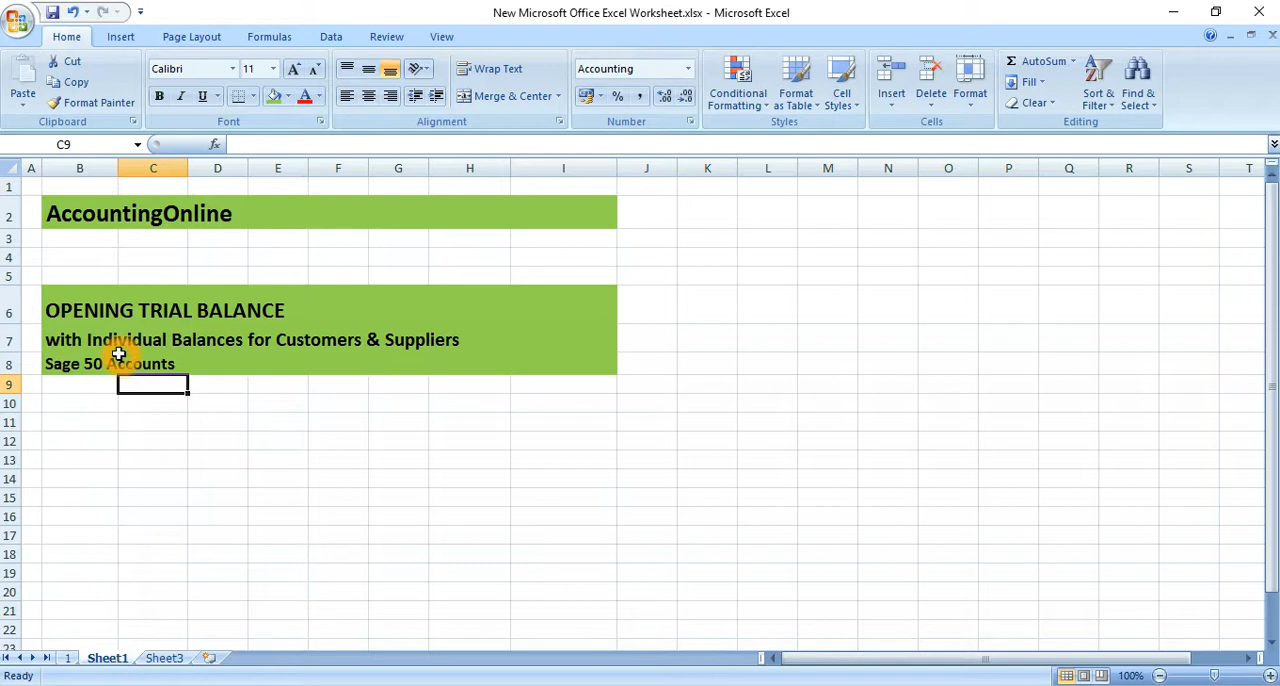 New Microsoft Office Excel Worksheet.xlsx - Microsoft Excel
Home Insert Page Layout Formulas Data Review View
Cut Calibri 11 Wrap Text Accounting AutoSum
Copy Fill
Paste Format Painter B I U Merge & Center % , Conditional Formatting Format as Table Cell Styles Insert Delete Format Clear Sort & Filter Find & Select
Clipboard Font Alignment Number Styles Cells Editing
C9 fx
A B C D E F G H I J K L M N O P Q R S T
1
2 AccountingOnline
3
4
5
6 OPENING TRIAL BALANCE
7 with Individual Balances for Customers & Suppliers
8 Sage 50 Accounts
9
10
11
12
13
14
15
16
17
18
19
20
21
22
23
1 Sheet1 Sheet3
Ready 100%